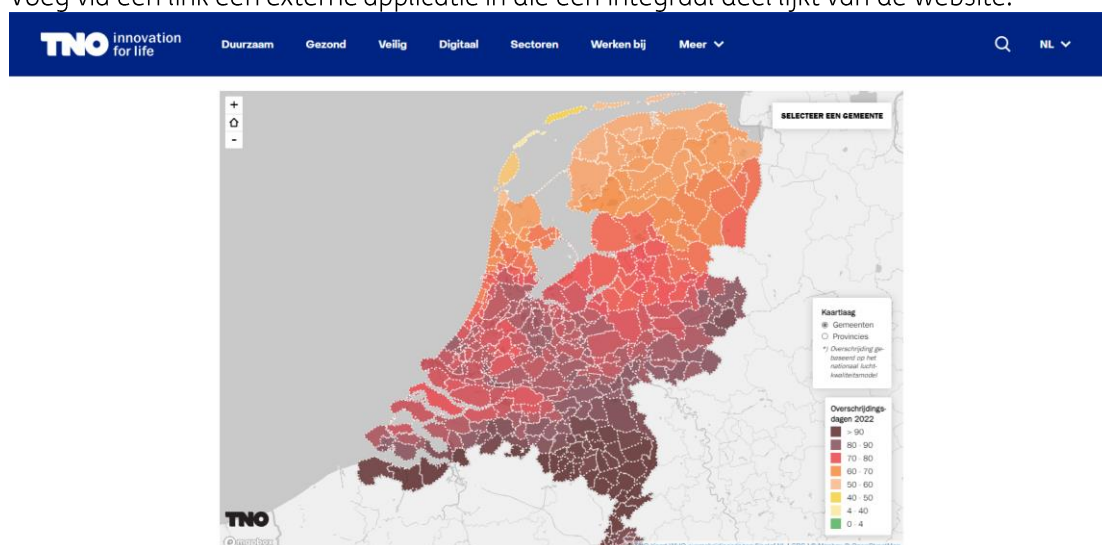 Voeg via een link een externe applicatie in die een integraal deel lijkt van de website:
TNO innovation
for life
Duurzaam Gezond Veilig Digitaal Sectoren Werken bij Meer
NL
+
-
SELECTEER EEN GEMEENTE
Kaartlaag
Gemeenten
Provincies
*) Overschrijding ge-
baseerd op het
nationaal lucht-
kwaliteitsmodel
Overschrijdings-
dagen 2022
> 90
80 - 90
70 - 80
60 - 70
50 - 60
40 - 50
4 - 40
0 - 4
TNO
mapbox